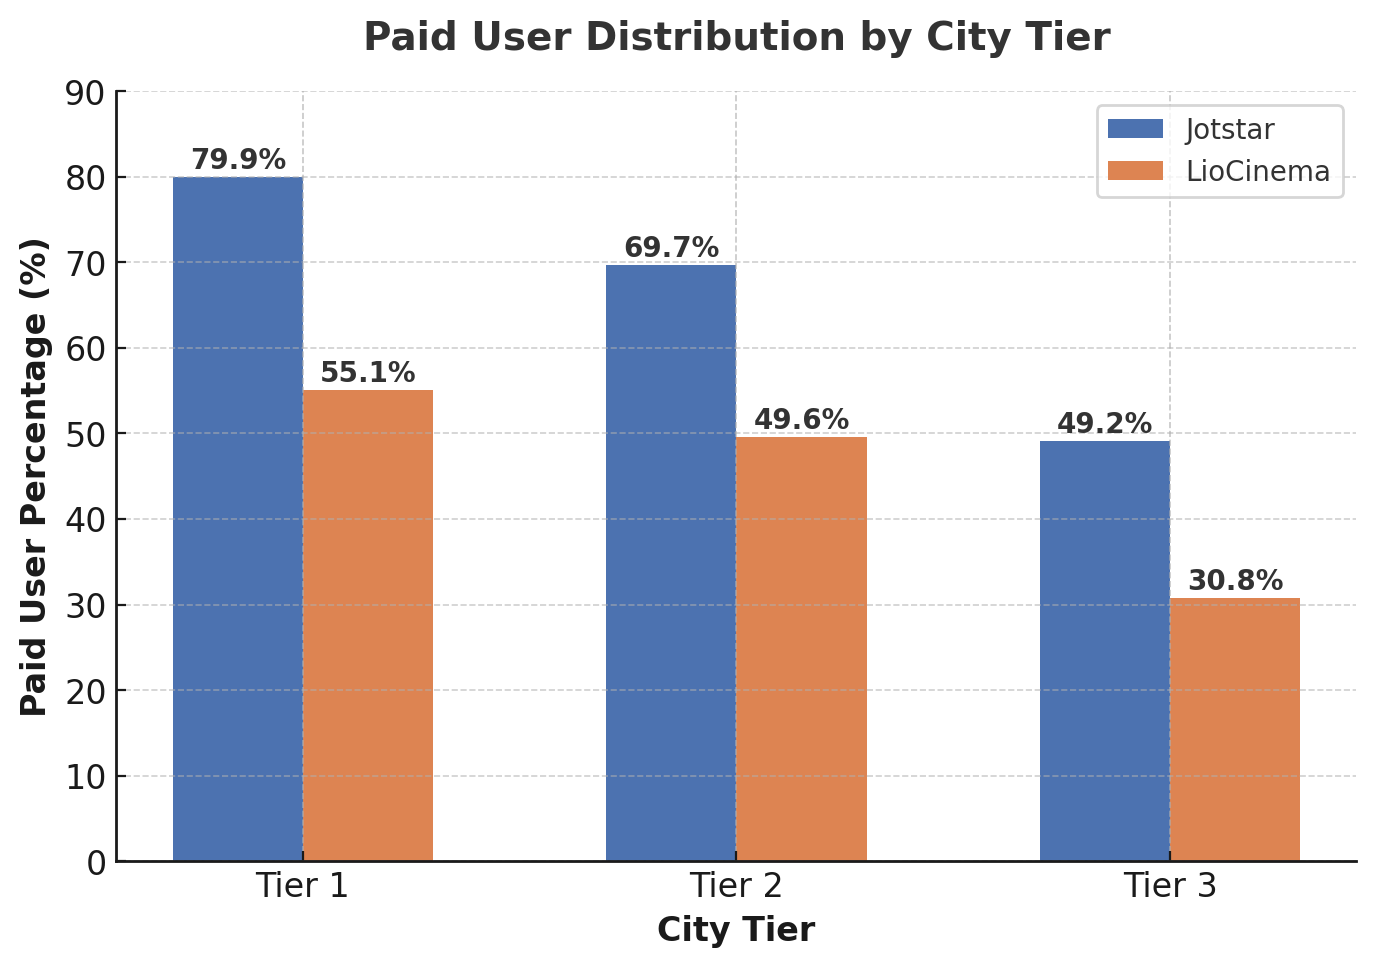 Paid User Distribution by City Tier
Jotstar
LioCinema
Paid User Percentage (%)
90
80
70
60
50
40
30
20
10
0
79.9%
55.1%
69.7%
49.6%
49.2%
30.8%
Tier 1
Tier 2
Tier 3
City Tier